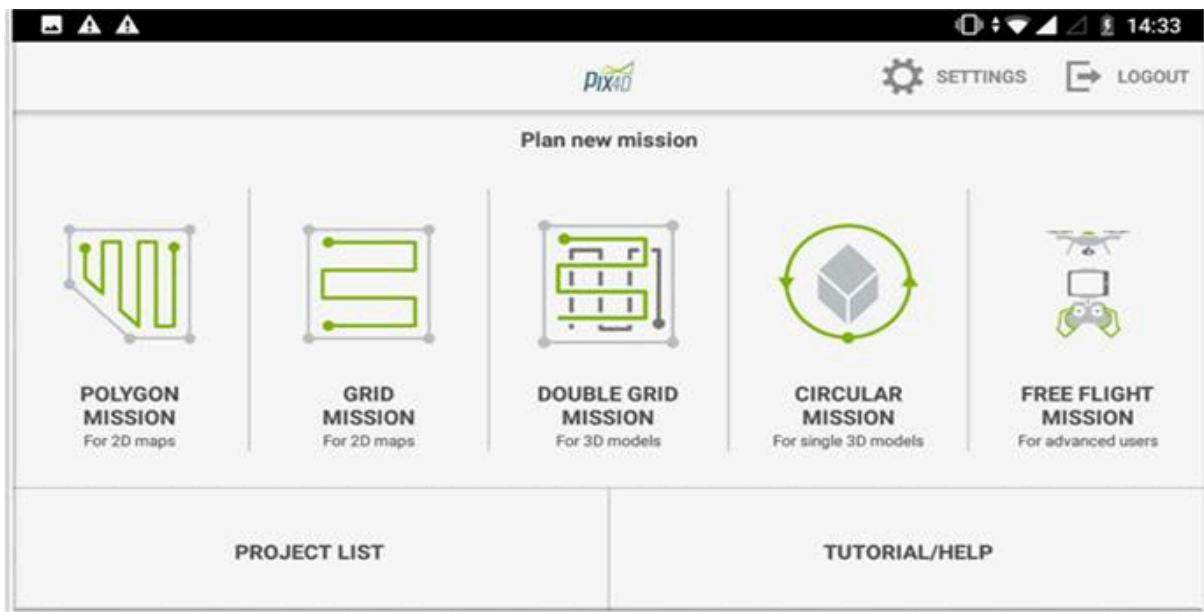 14:33
PIX4D
SETTINGS
LOGOUT
Plan new mission
POLYGON
MISSION
For 2D maps
GRID
MISSION
For 2D maps
DOUBLE GRID
MISSION
For 3D models
CIRCULAR
MISSION
For single 3D models
FREE FLIGHT
MISSION
For advanced users
PROJECT LIST
TUTORIAL/HELP